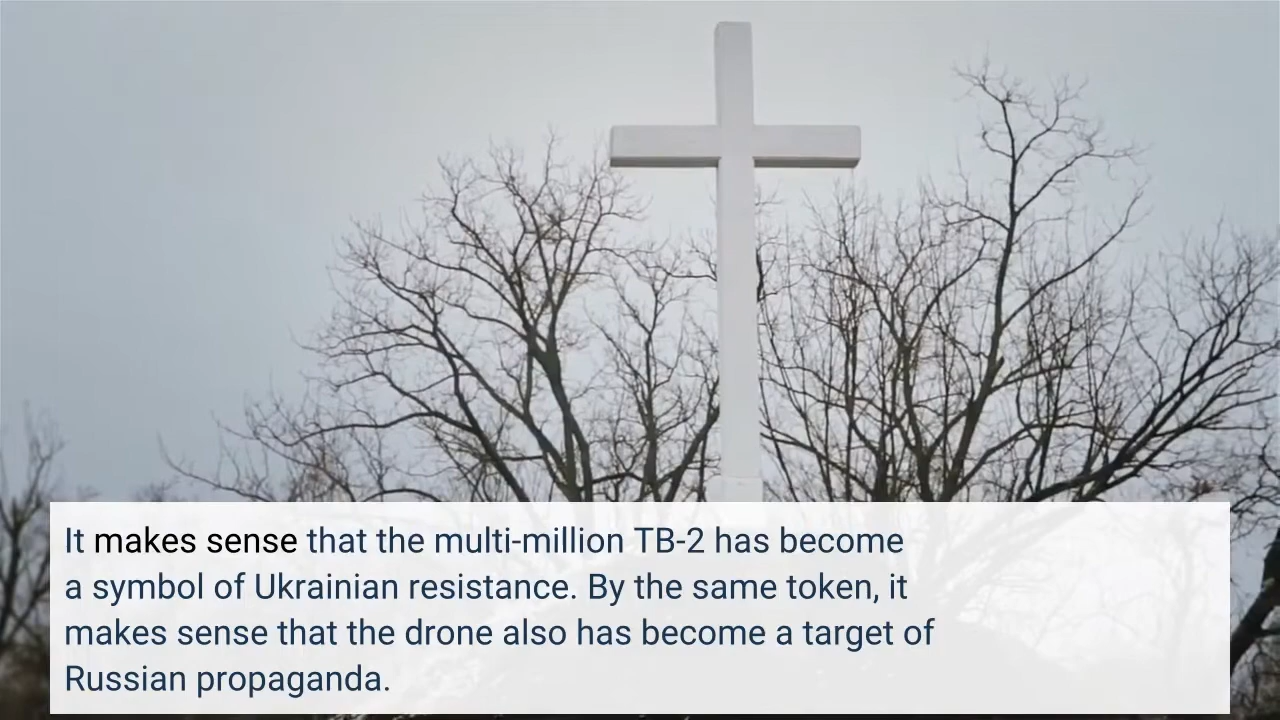 It makes sense that the multi-million TB-2 has become
a symbol of Ukrainian resistance. By the same token, it
makes sense that the drone also has become a target of
Russian propaganda.